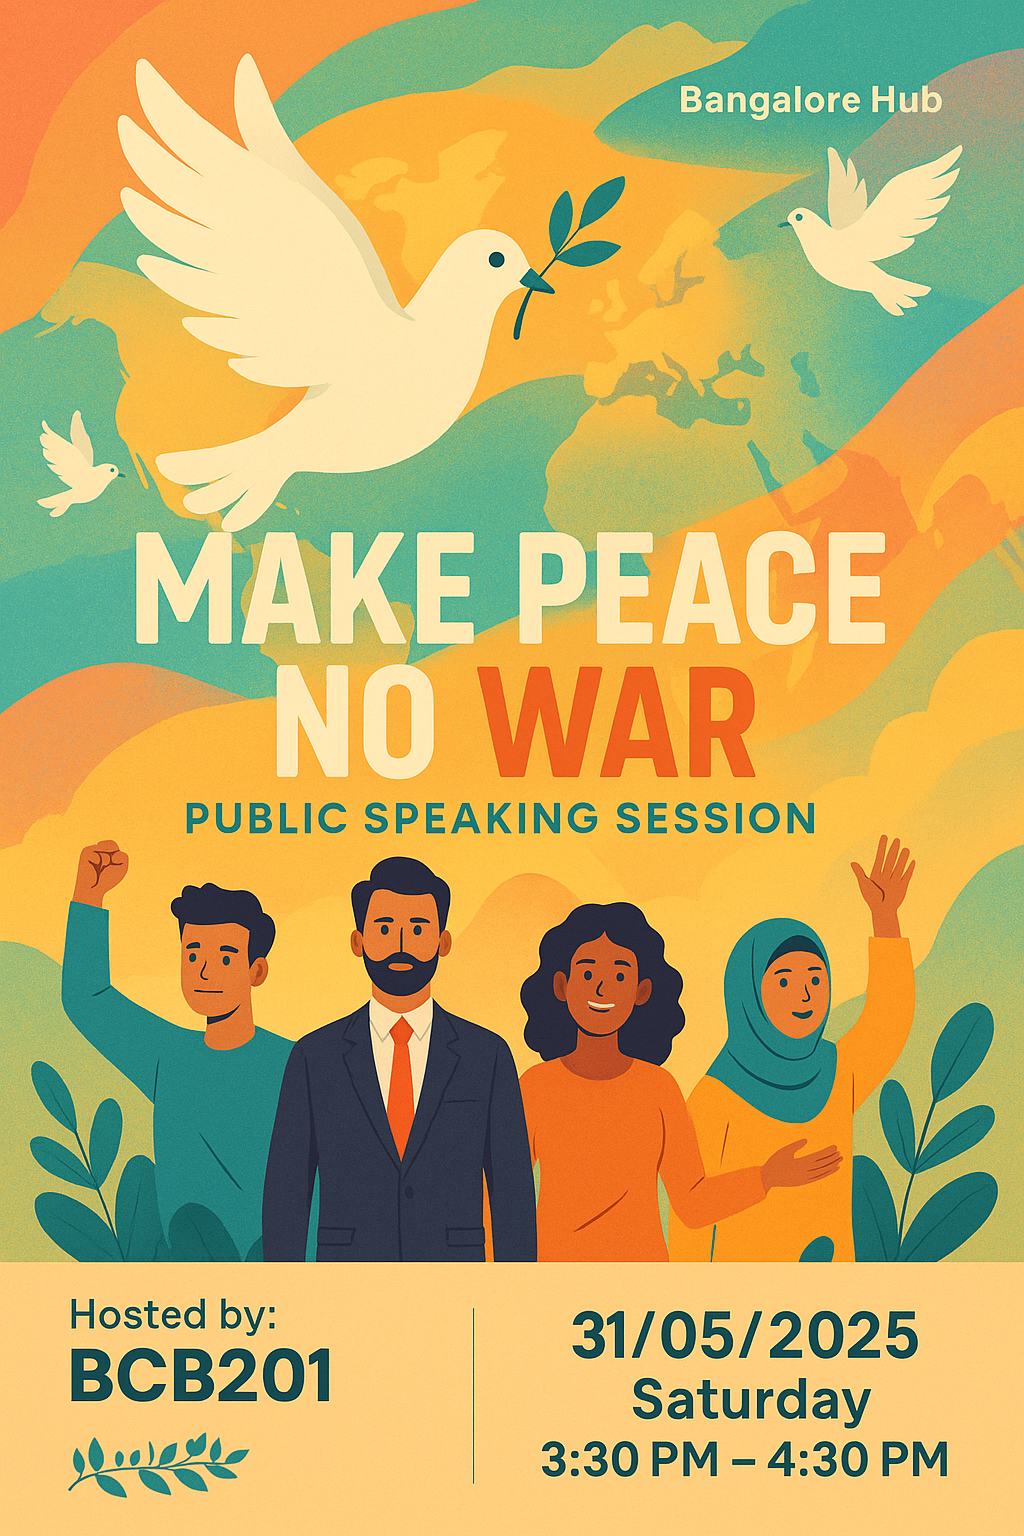 Bangalore Hub
MAKE PEACE
NO WAR
PUBLIC SPEAKING SESSION
Hosted by:
BCB201
31/05/2025
Saturday
3:30 PM – 4:30 PM